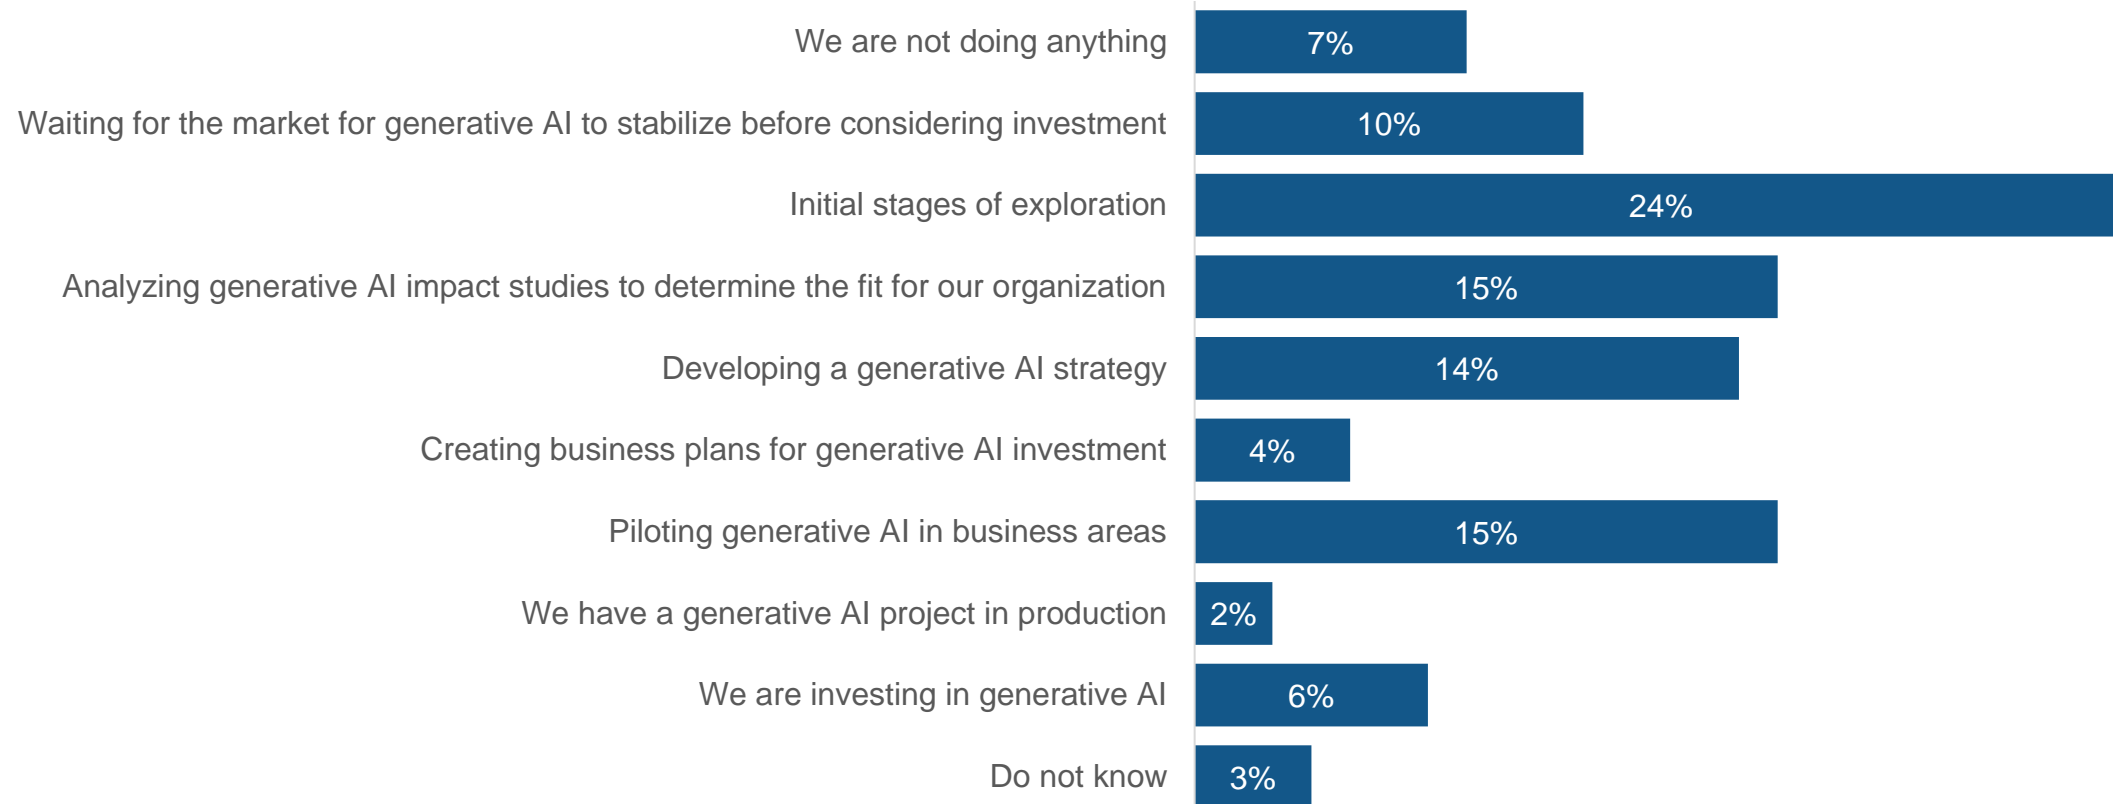 We are not doing anything 7%
Waiting for the market for generative AI to stabilize before considering investment 10%
Initial stages of exploration 24%
Analyzing generative AI impact studies to determine the fit for our organization 15%
Developing a generative AI strategy 14%
Creating business plans for generative AI investment 4%
Piloting generative AI in business areas 15%
We have a generative AI project in production 2%
We are investing in generative AI 6%
Do not know 3%